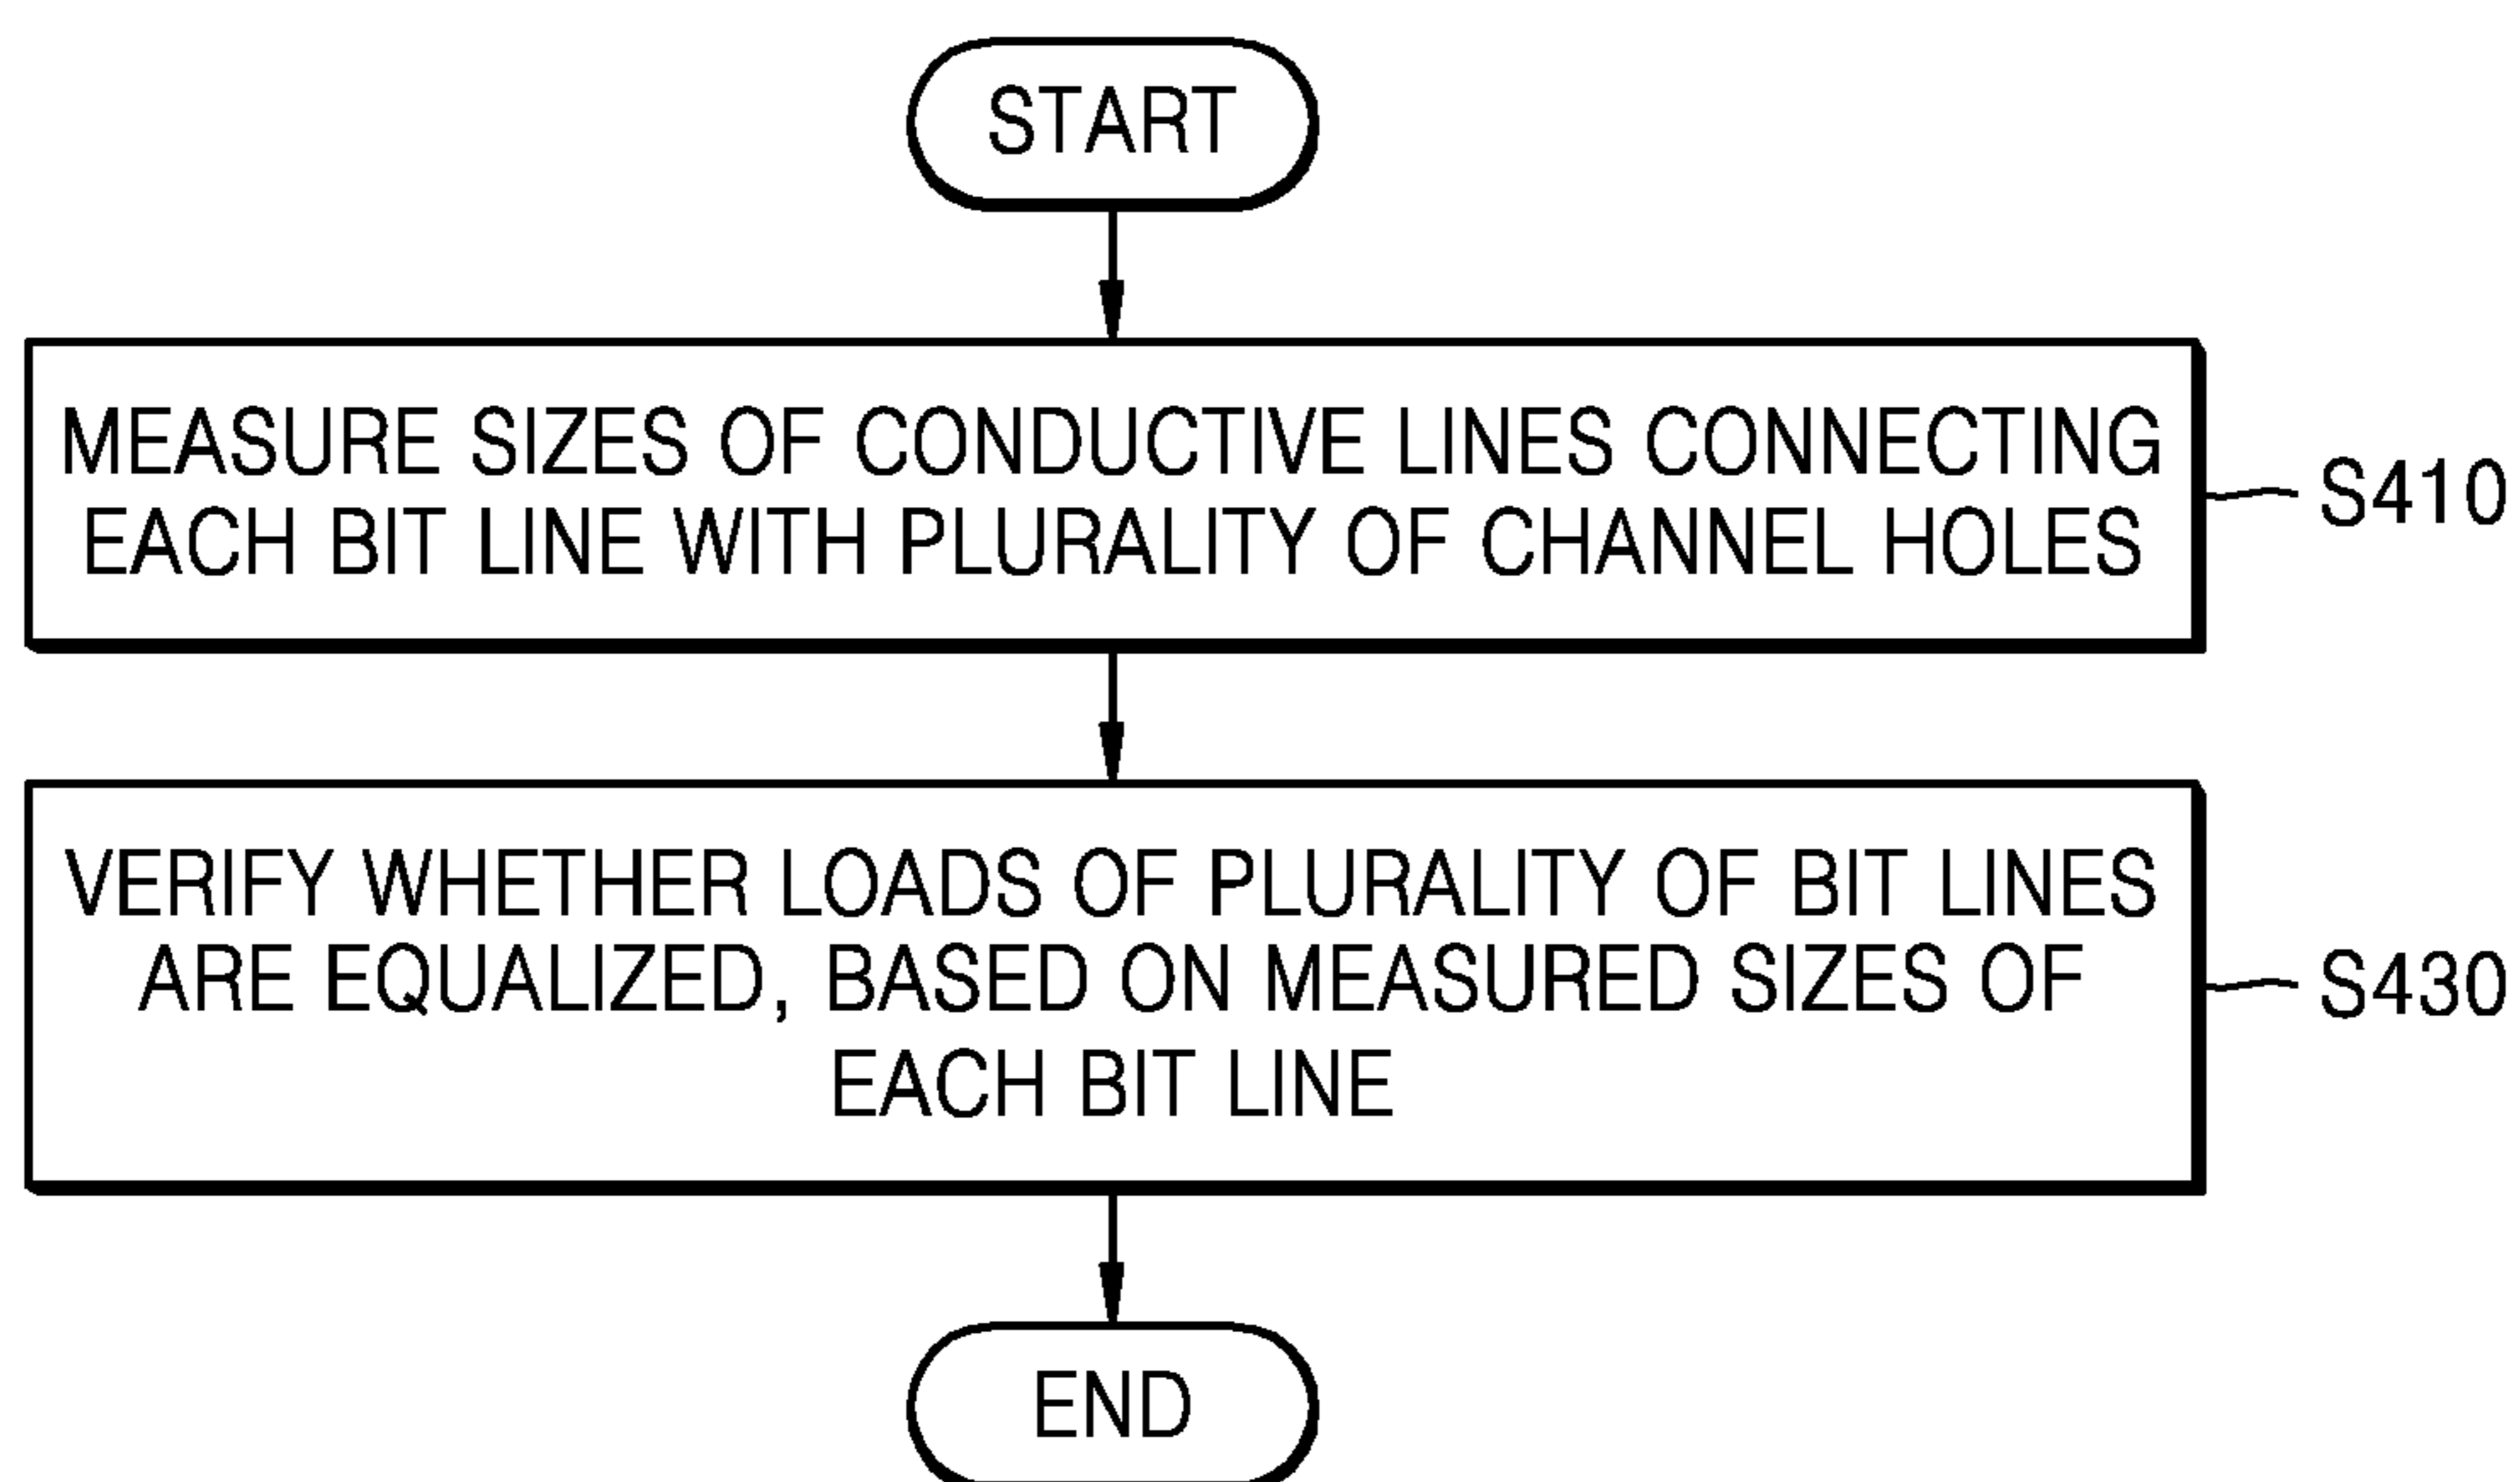 START
MEASURE SIZES OF CONDUCTIVE LINES CONNECTING
EACH BIT LINE WITH PLURALITY OF CHANNEL HOLES
S410
VERIFY WHETHER LOADS OF PLURALITY OF BIT LINES
ARE EQUALIZED, BASED ON MEASURED SIZES OF
EACH BIT LINE
S430
END